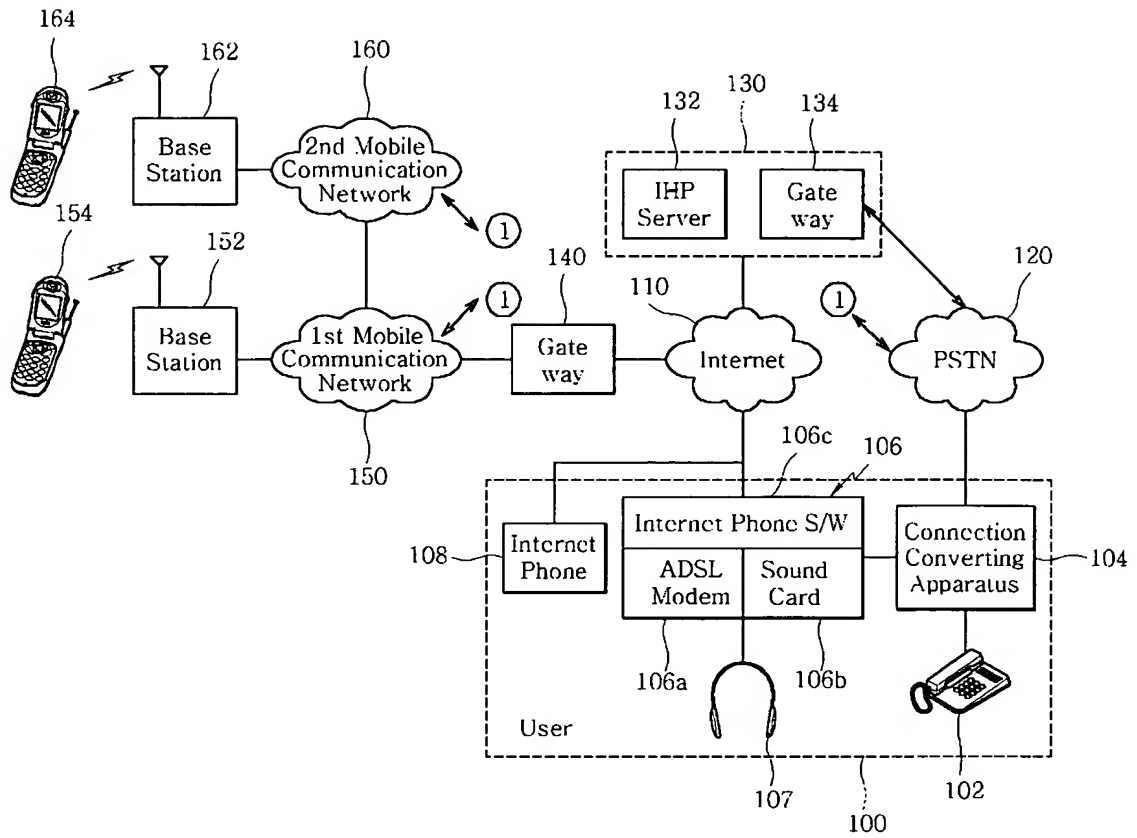 164
162
160
130
132
134
Base
Station
2nd Mobile
Communication
Network
IHP
Server
Gate
way
1
154
152
140
110
1
1
120
Base
Station
1st Mobile
Communication
Network
Gate
way
Internet
PSTN
150
106c
106
108
Internet
Phone
Internet Phone S/W
ADSL
Modem
Sound
Card
Connection
Converting
Apparatus
104
106a
106b
User
107
102
100